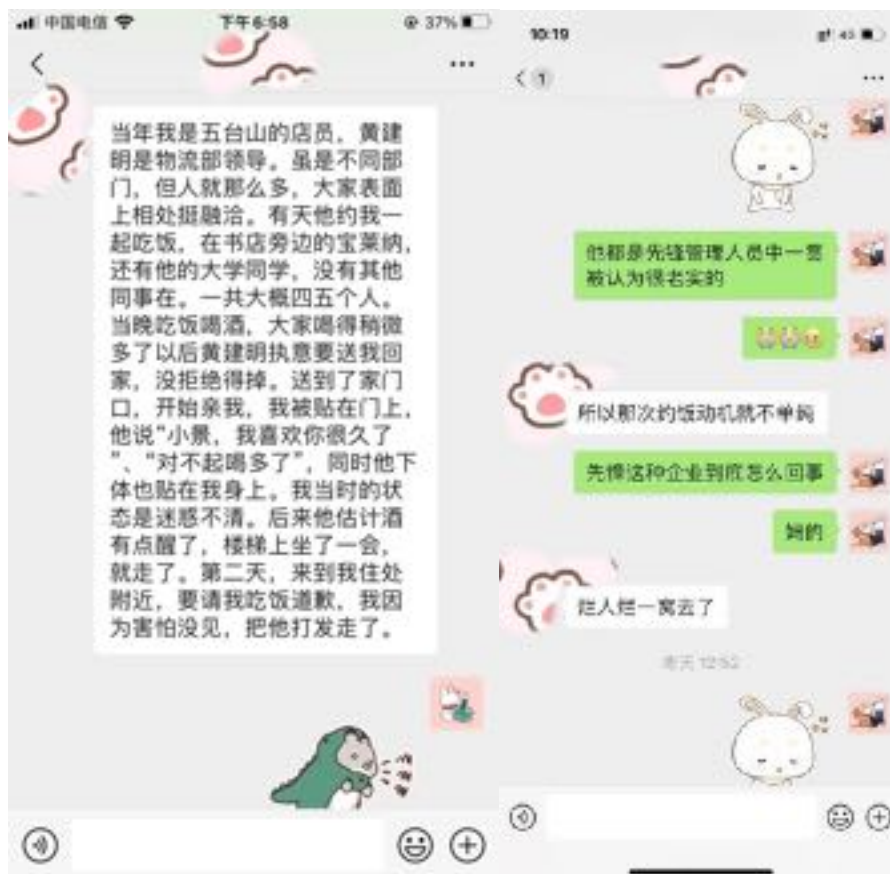 中国电信
下午6:58
37%
当年我是五台山的店员，黄建
明是物流部领导。虽是不同部
门，但人就那么多，大家表面
上相处挺融洽。有天他约我一
起吃饭，在书店旁边的宝莱纳，
还有他的大学同学，没有其他
同事在。一共大概四五个人。
当晚吃饭喝酒，大家喝得稍微
多了以后黄建明执意要送我回
家，没拒绝得掉。送到了家门
口，开始亲我，我被贴在门上，
他说“小景，我喜欢你很久了
”、“对不起喝多了”，同时他下
体也贴在我身上。我当时的状
态是迷惑不清。后来他估计酒
有点醒了，楼梯上坐了一会，
就走了。第二天，来到我住处
附近，要请我吃饭道歉，我因
为害怕没见，把他打发走了。
10:19
1
他都是先锋管理人员中一
被认为很老实的
所以那次约饭动机就不单纯
先锋这种企业到底怎么回事
妈的
烂人烂一窝去了
昨天 12:52